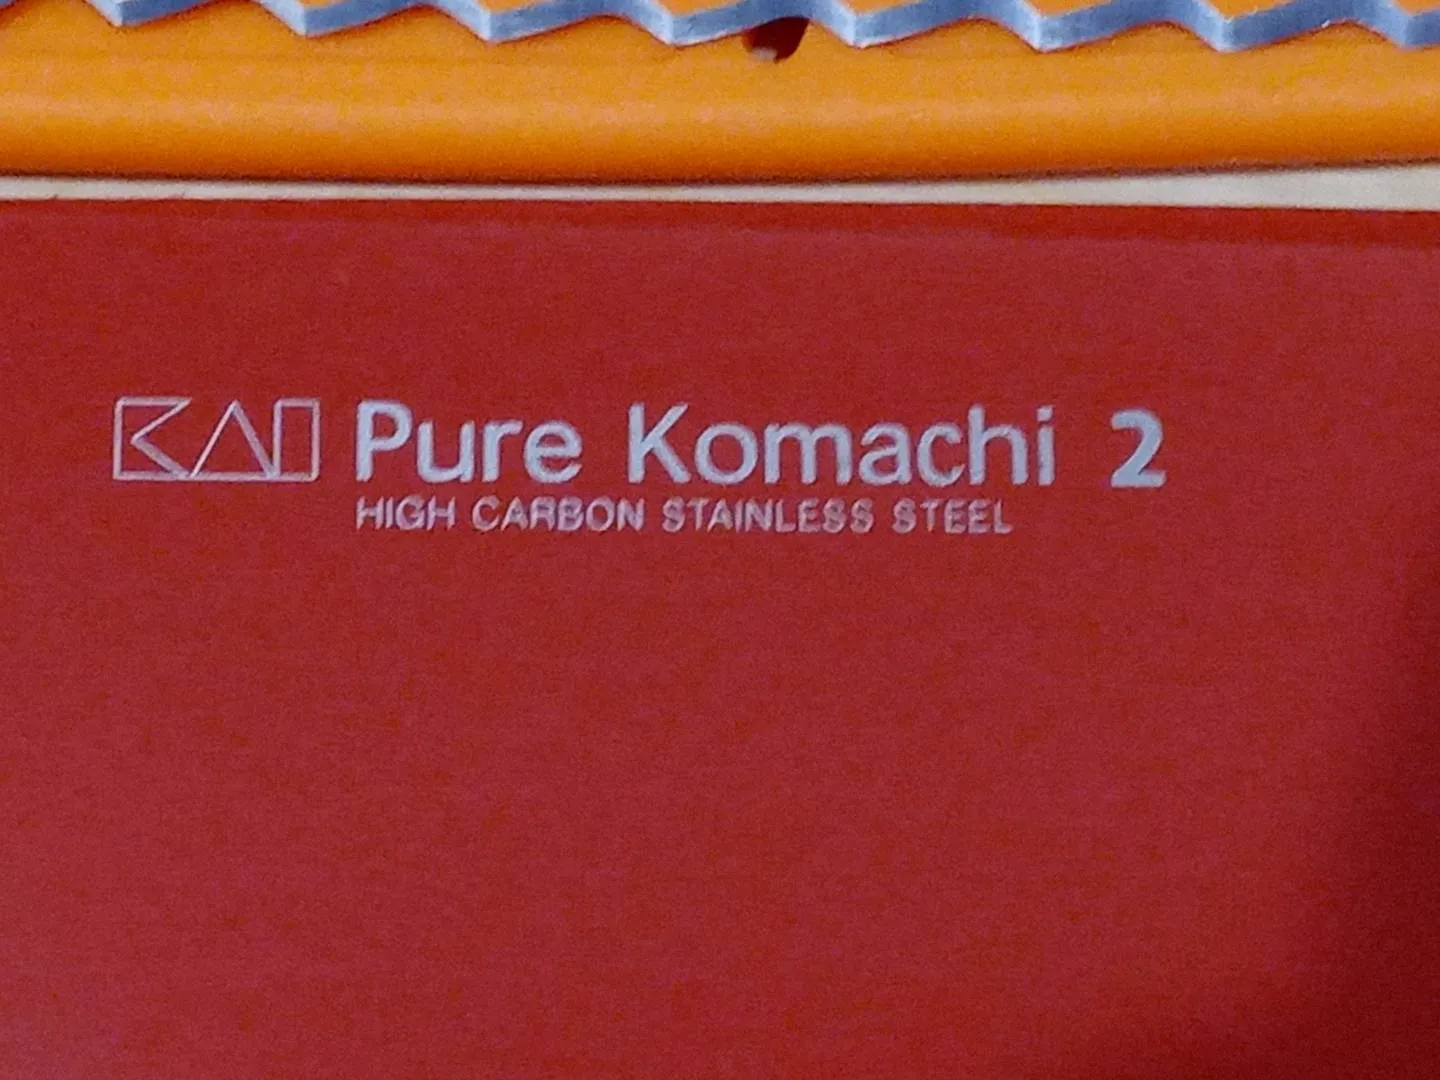 KAI Pure Komachi 2
HIGH CARBON STAINLESS STEEL